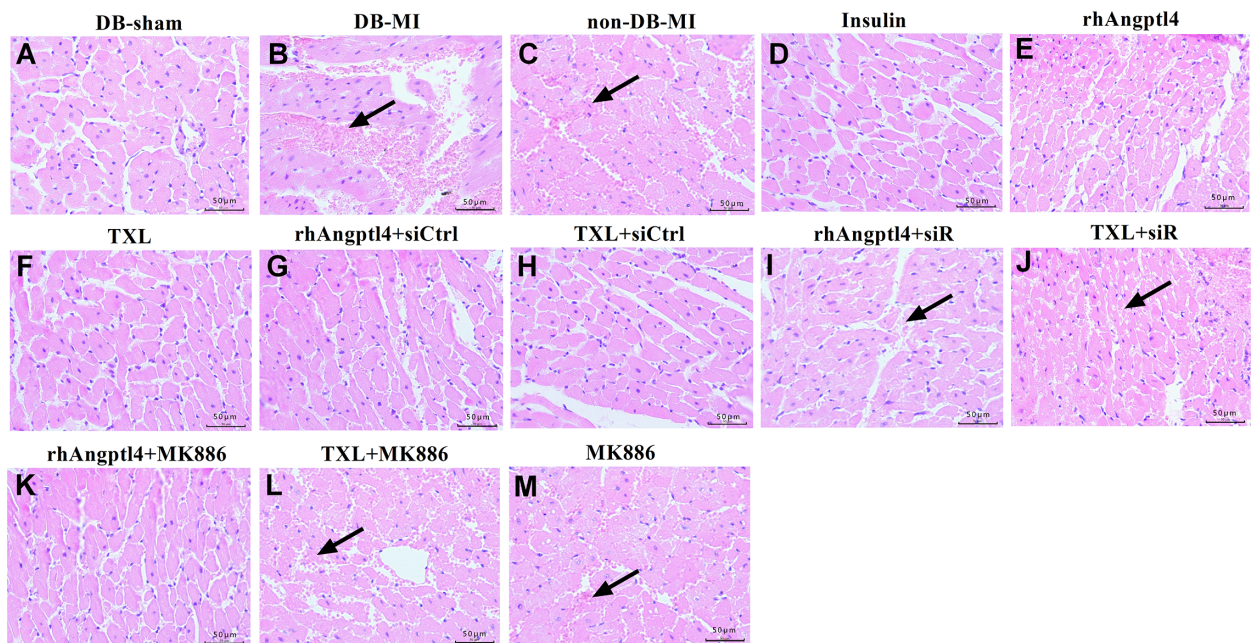 DB-sham DB-MI non-DB-MI Insulin rhAngptl4
A B C D E
50μm 50μm 50μm 50μm 50μm
TXL rhAngptl4+siCtrl TXL+siCtrl rhAngptl4+siR TXL+siR
F G H I J
50μm 50μm 50μm 50μm 50μm
rhAngptl4+MK886 TXL+MK886 MK886
K L M
50μm 50μm 50μm